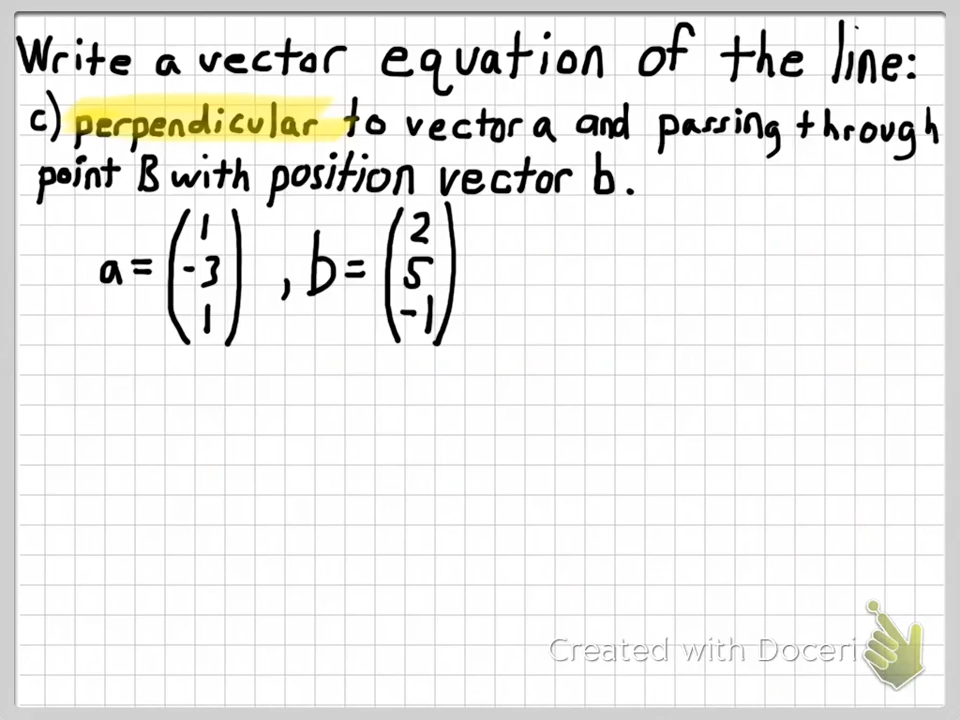 Write a vector equation of the line:
c) perpendicular to vector a and passing through
point B with position vector b.
a = (1 -3 1) , b = (2 5 -1)
Created with Doceri